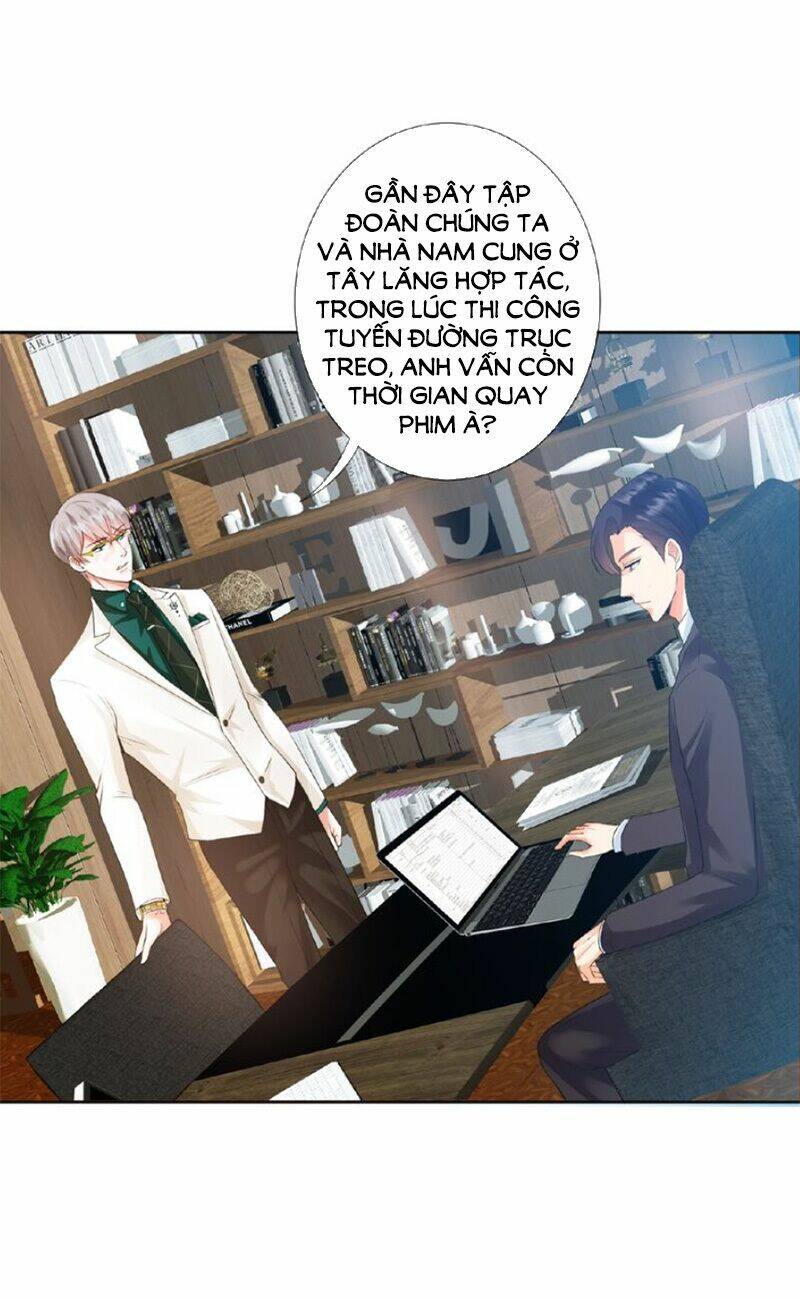 GẦN ĐÂY TẬP
ĐOÀN CHÚNG TA
VÀ NHÀ NAM CUNG Ở
TÂY LĂNG HỢP TÁC,
TRONG LÚC THI CÔNG
TUYẾN ĐƯỜNG TRỤC
TREO, ANH VẪN CÒN
THỜI GIAN QUAY
PHIM À?
CHANEL